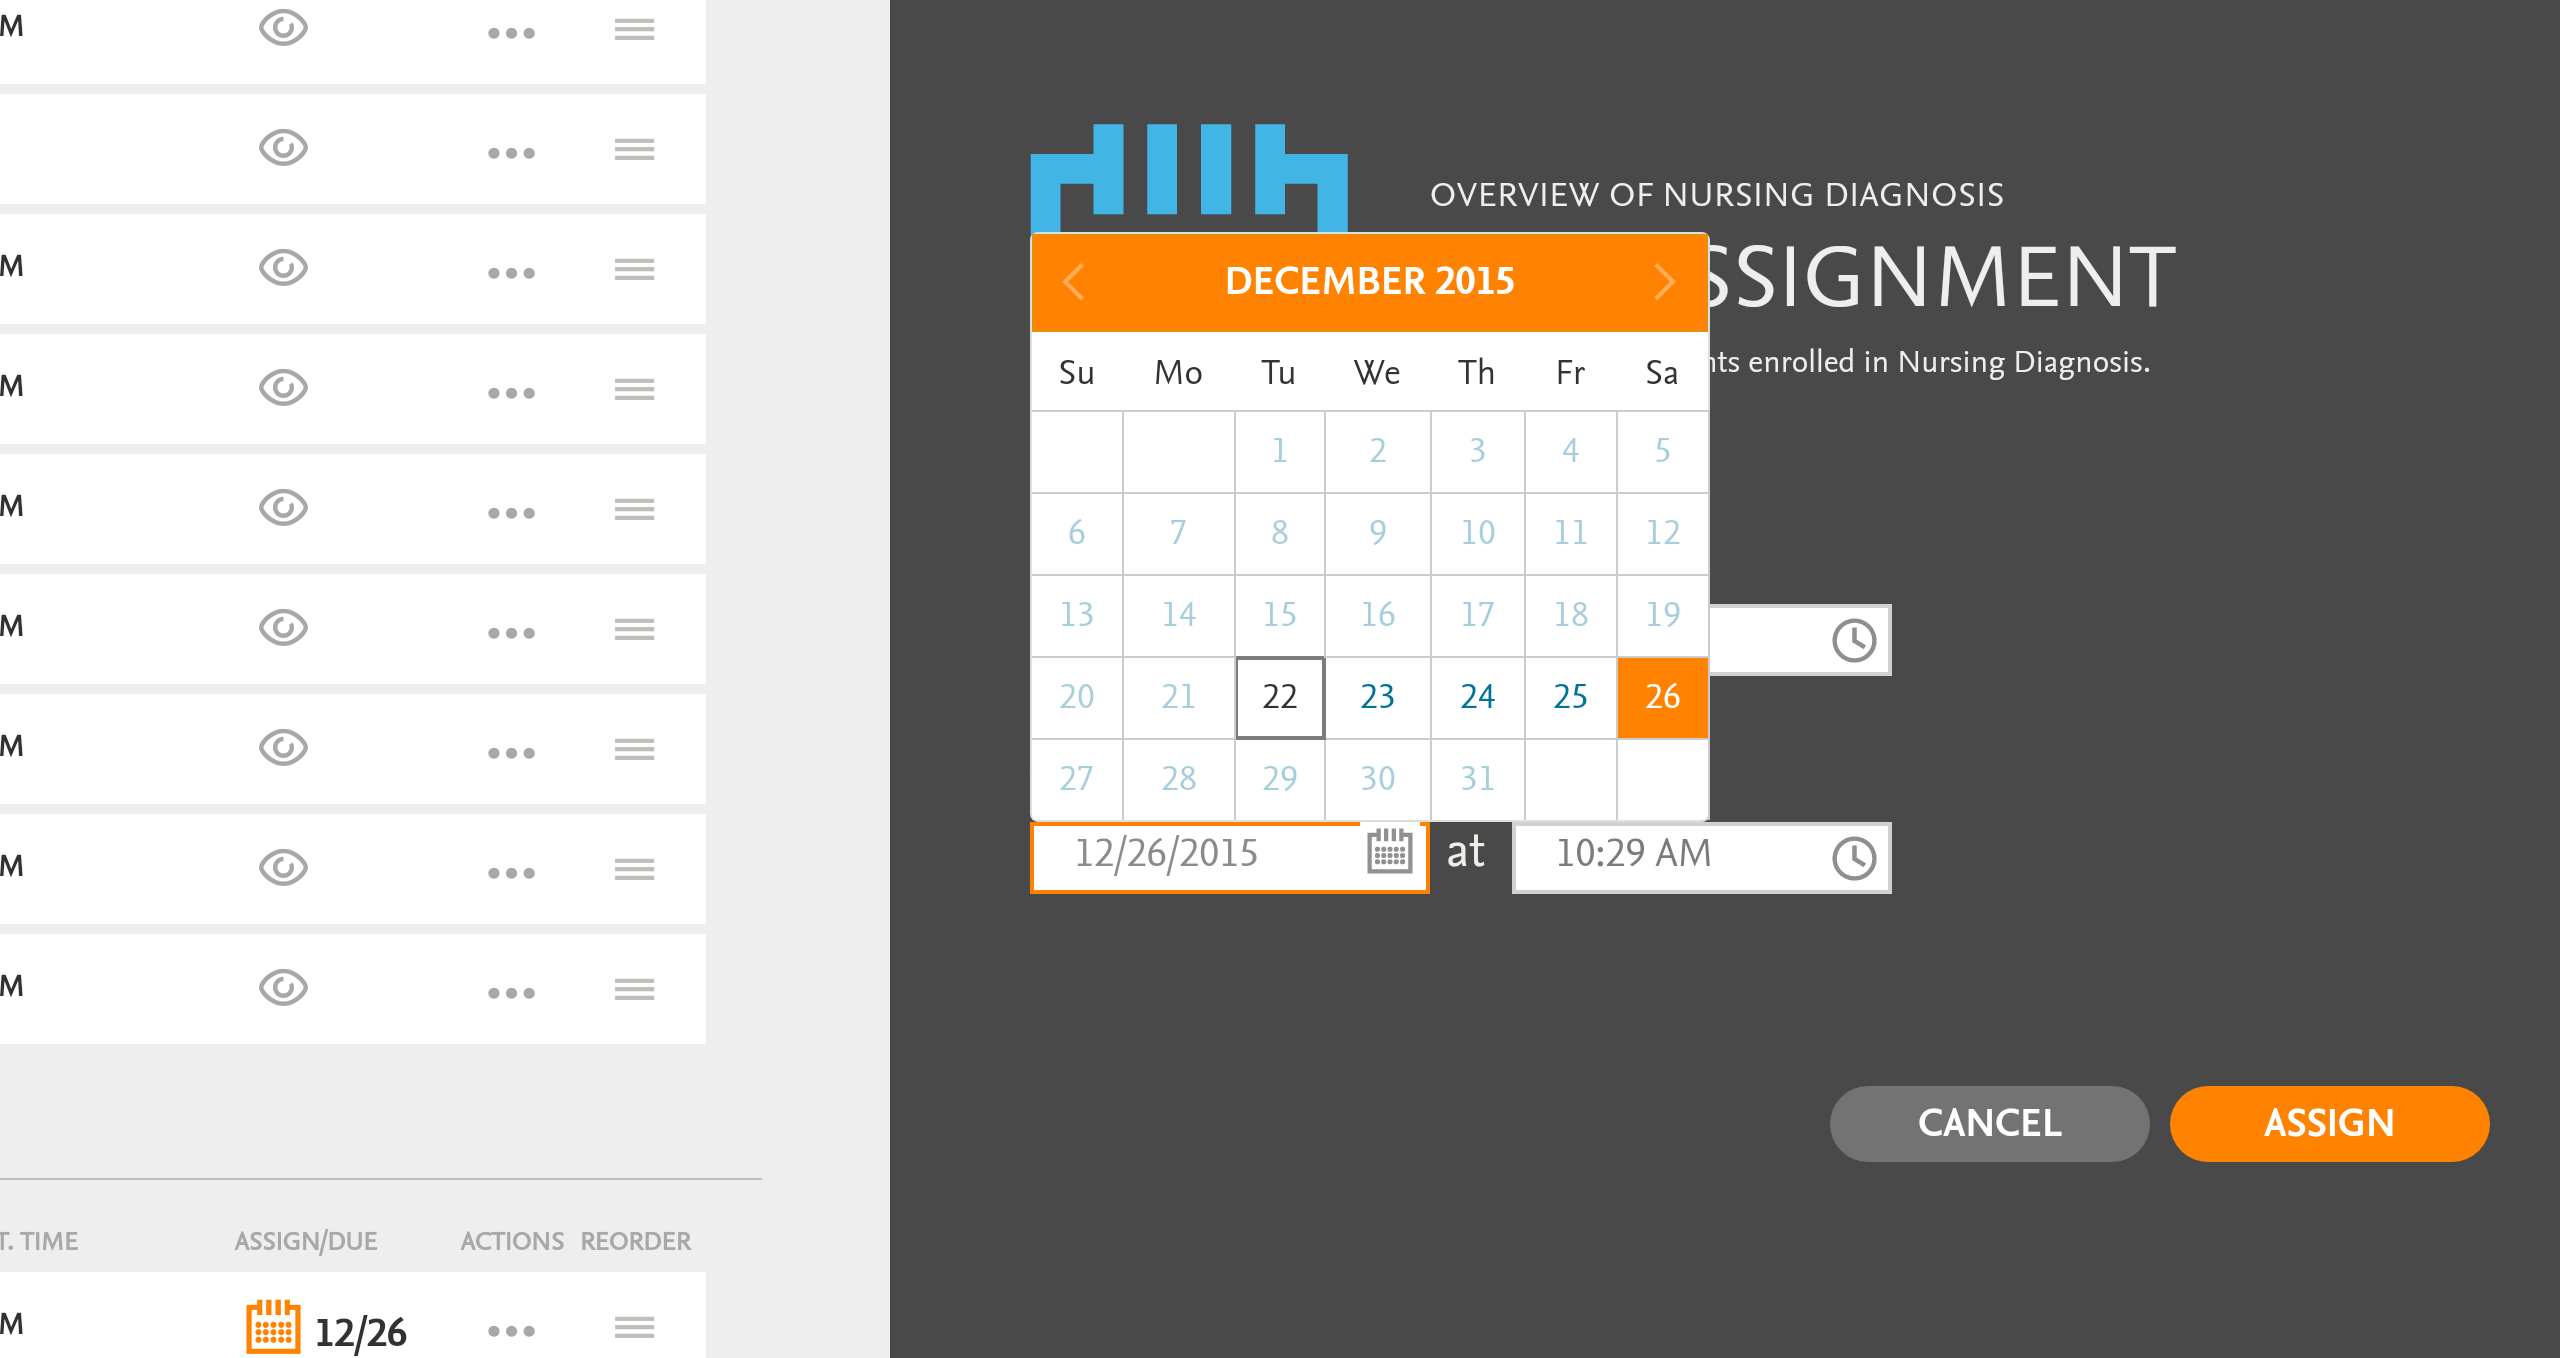 M
M
M
M
M
M
M
M
T. TIME ASSIGN/DUE ACTIONS REORDER
M 12/26
OVERVIEW OF NURSING DIAGNOSIS
SSIGNMENT
nts enrolled in Nursing Diagnosis.
DECEMBER 2015
Su Mo Tu We Th Fr Sa
1 2 3 4 5
6 7 8 9 10 11 12
13 14 15 16 17 18 19
20 21 22 23 24 25 26
27 28 29 30 31
12/26/2015 at 10:29 AM
CANCEL ASSIGN